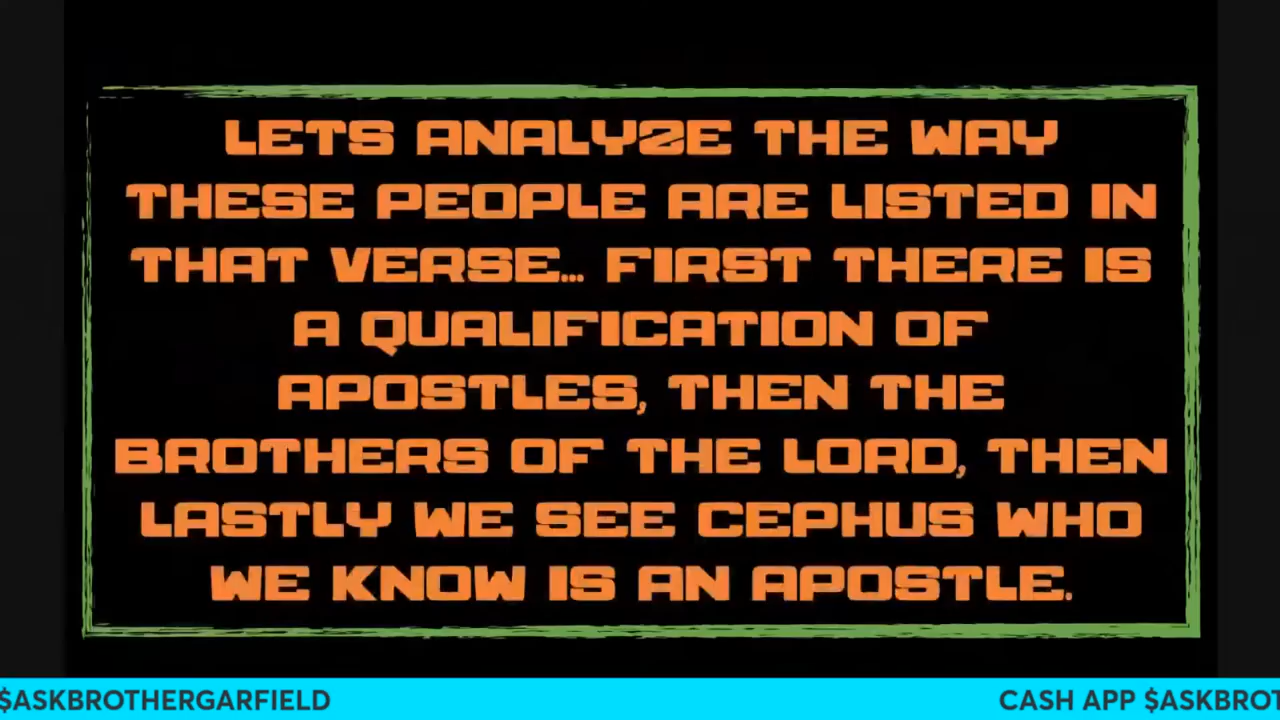 LETS ANALYZE THE WAY
THESE PEOPLE ARE LISTED IN
THAT VERSE... FIRST THERE IS
A QUALIFICATION OF
APOSTLES, THEN THE
BROTHERS OF THE LORD, THEN
LASTLY WE SEE CEPHUS WHO
WE KNOW IS AN APOSTLE.
$ASKBROTHERGARFIELD CASH APP $ASKBROT